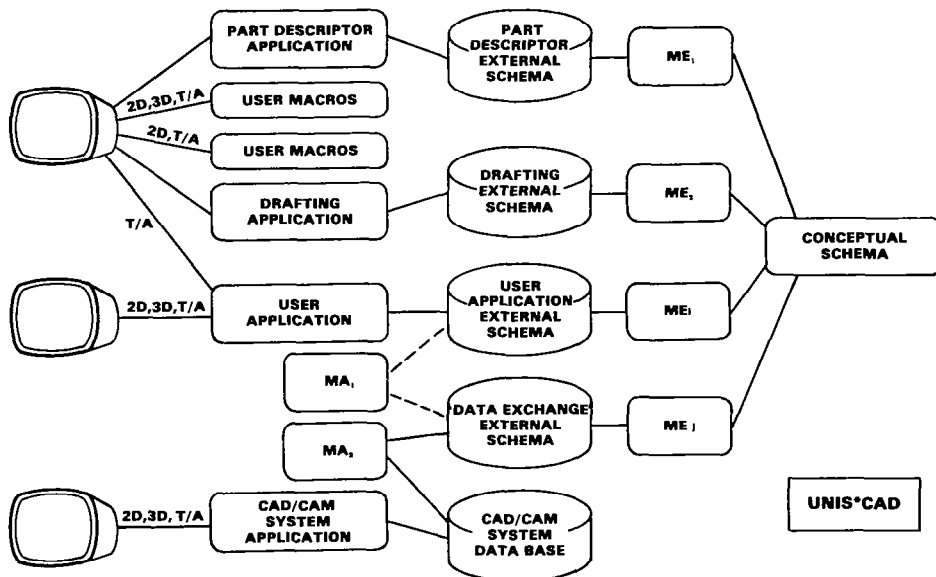 PART DESCRIPTOR
APPLICATION
PART
DESCRIPTOR
EXTERNAL
SCHEMA
ME₁
2D,3D,T/A
USER MACROS
2D,T/A
USER MACROS
DRAFTING
APPLICATION
DRAFTING
EXTERNAL
SCHEMA
ME₂
T/A
CONCEPTUAL
SCHEMA
2D,3D,T/A
USER
APPLICATION
USER
APPLICATION
EXTERNAL
SCHEMA
MEᵢ
MA₁
DATA EXCHANGE
EXTERNAL
SCHEMA
ME ⱼ
MA₂
2D,3D, T/A
CAD/CAM
SYSTEM
APPLICATION
CAD/CAM
SYSTEM
DATA BASE
UNIS*CAD